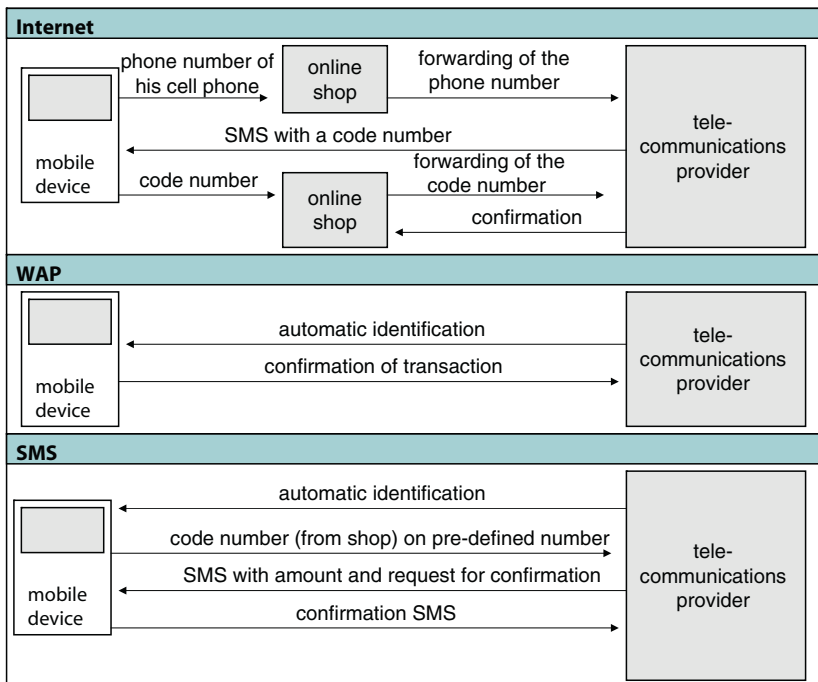 Internet
phone number of
his cell phone
online
shop
forwarding of the
phone number
tele-
communications
provider
mobile
device
SMS with a code number
code number
online
shop
forwarding of the
code number
confirmation
WAP
mobile
device
automatic identification
confirmation of transaction
tele-
communications
provider
SMS
mobile
device
automatic identification
code number (from shop) on pre-defined number
SMS with amount and request for confirmation
confirmation SMS
tele-
communications
provider